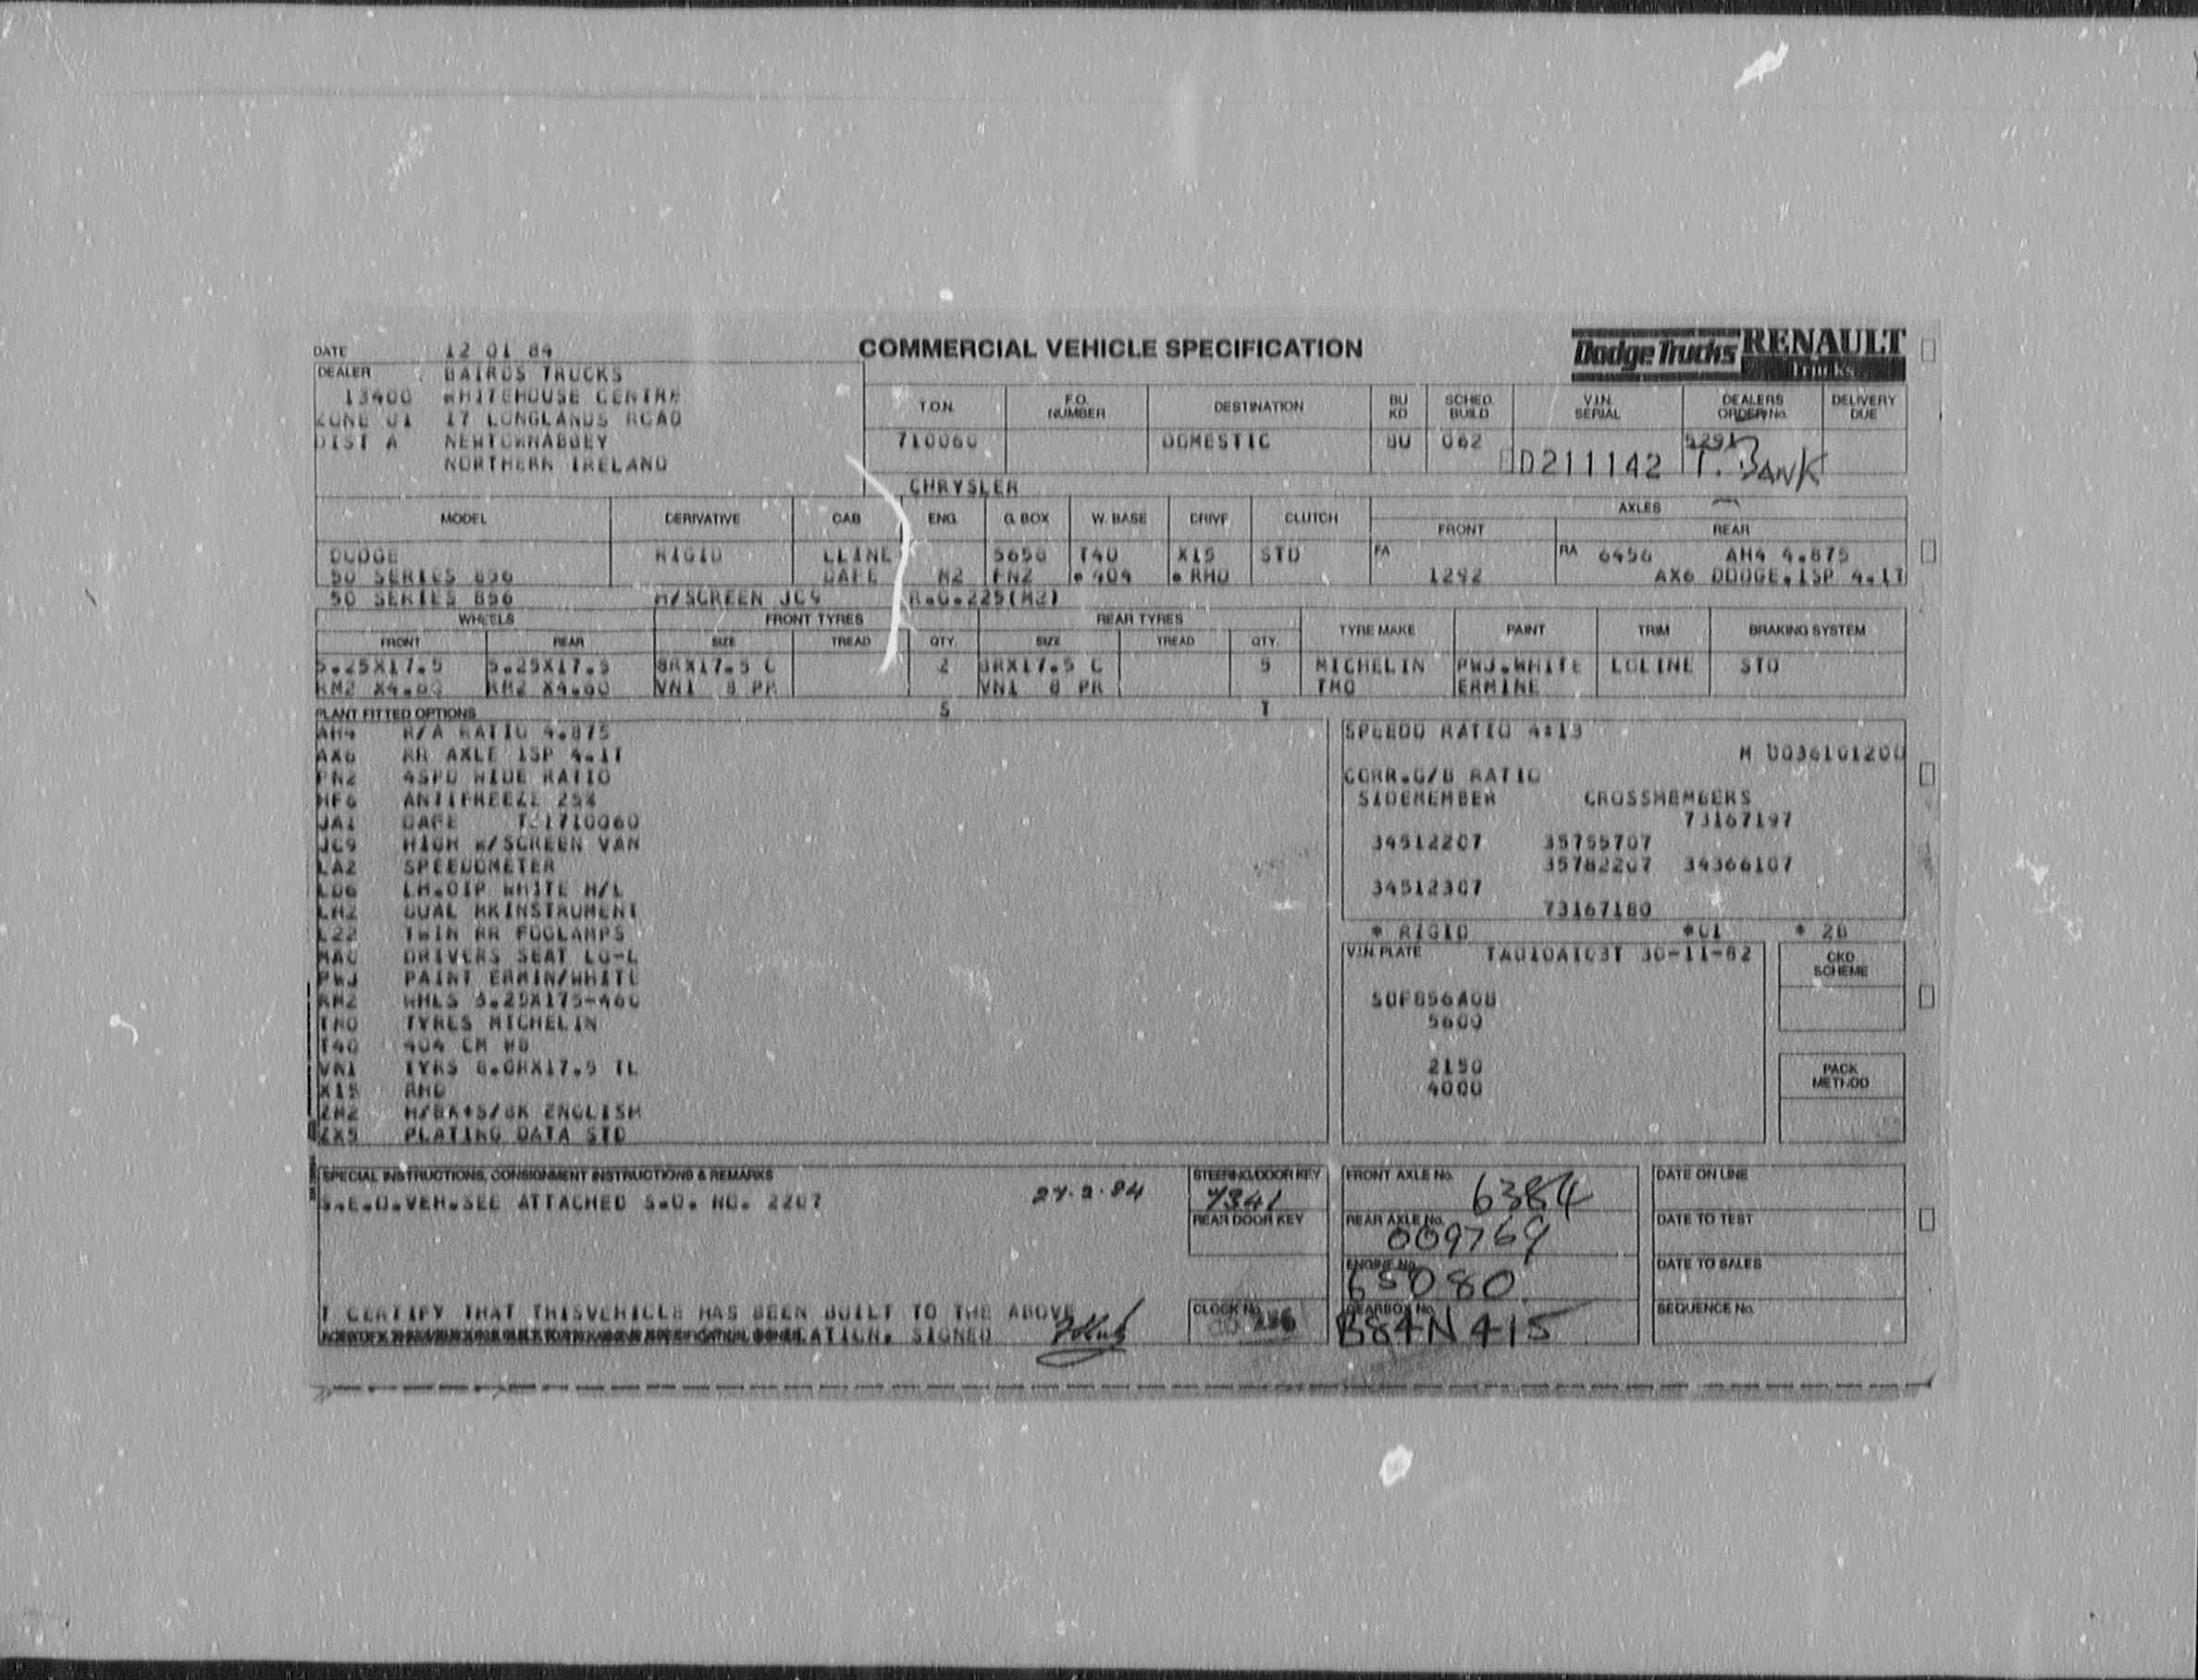 COMMERCIAL VEHICLE SPECIFICATION
Dodge Trucks RENAULT Trucks
DATE 12 01 84
DEALER BAIRDS TRUCKS
13400 WHITEHOUSE CENTRE
ZONE 01 17 LONGLANDS ROAD
DIST A NEWTOWNABBEY
NORTHERN IRELAND
T.O.N. F.O. NUMBER DESTINATION BU KD SCHED. BUILD V.I.N. SERIAL DEALERS ORDER No. DELIVERY DUE
710060 DOMESTIC BU 062 D211142 T. BANK
CHRYSLER
MODEL DERIVATIVE CAB ENG. G. BOX W. BASE DRIVE CLUTCH AXLES
FRONT REAR
DODGE RIGID LLINE 5656 T40 X15 STD FA RA 6456 AH4 4.875
50 SERIES 856 DAFE M2 FN2 * 404 * RHD 1292 AX6 DODGE.1SP 4.1T
50 SERIES 856 H/SCREEN JC9 R.O.225(M2)
WHEELS FRONT TYRES REAR TYRES TYRE MAKE PAINT TRIM BRAKING SYSTEM
FRONT REAR SIZE TREAD QTY. SIZE TREAD QTY.
5.25X17.5 5.25X17.5 8RX17.5 C 2 8RX17.5 C 5 MICHELIN PWJ.WHITE LOLINE STD
RM2 X4.60 RM2 X4.60 VN1 8 PR VN1 8 PR TMO ERMINE
PLANT FITTED OPTIONS S T
AH4 R/A RATIO 4.875
AX6 RR AXLE 1SP 4.1T
FN2 4SPD WIDE RATIO
HF6 ANTIFREEZE 25%
JA1 DAFE 710060
JC9 HIGH W/SCREEN VAN
LA2 SPEEDOMETER
LD6 LH.DIP WHITE H/L
LH2 DUAL MKINSTRUMENT
L22 TWIN RR FOGLAMPS
MAO DRIVERS SEAT LO-L
PWJ PAINT ERMIN/WHITE
RM2 WHLS 5.25X175-460
TMO TYRES MICHELIN
T40 404 CM WB
VN1 TYRS 8.0RX17.5 TL
X15 RHD
ZM2 H/BK+S/BK ENGLISH
ZX5 PLATING DATA STD
SPEEDO RATIO 4:13
M 0036101200
CORR.G/B RATIO
SIDEMEMBER CROSSMEMBERS
73167197
34512207 35755707
35782207 34366107
34512307
73167180
* RIGID *01 * 28
V.I.N. PLATE TA010A103T 30-11-82
SDF856A08
5600
2150
4000
CKD SCHEME
PACK METHOD
SPECIAL INSTRUCTIONS, CONSIGNMENT INSTRUCTIONS & REMARKS
S.E.O.VEH.SEE ATTACHED S.O. NO. 2207
STEERING/DOOR KEY
REAR DOOR KEY
CLOCK No.
FRONT AXLE No. 6384
REAR AXLE No. 009769
ENGINE No. 65080
GEARBOX No. B84N415
DATE ON LINE
DATE TO TEST
DATE TO SALES
SEQUENCE No.
I CERTIFY THAT THISVEHICLE HAS BEEN BUILT TO THE ABOVE
SIGNED